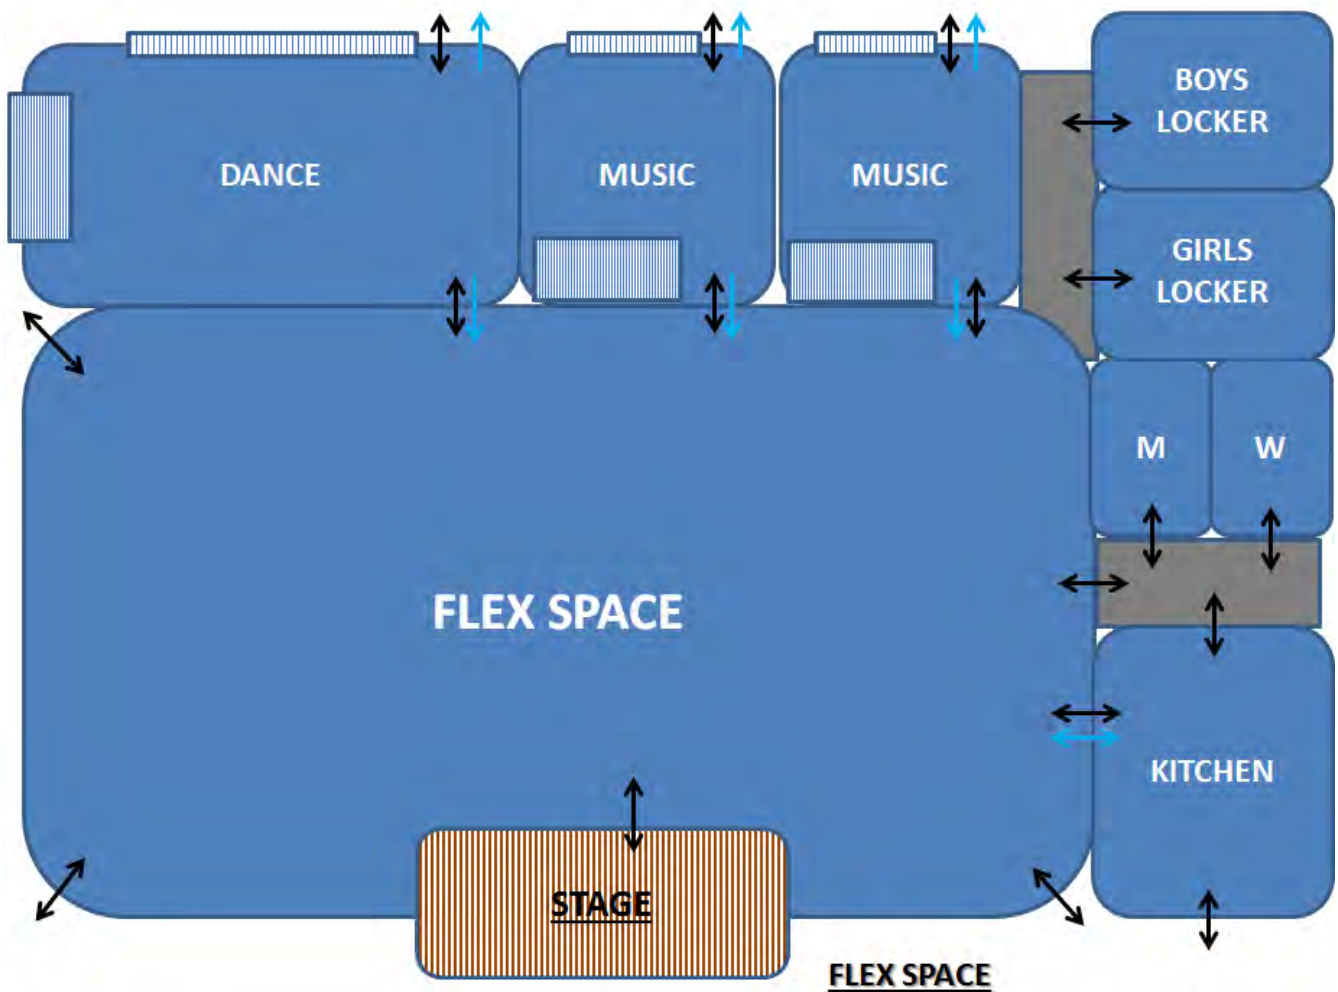 BOYS
LOCKER
DANCE
MUSIC
MUSIC
GIRLS
LOCKER
M
W
FLEX SPACE
KITCHEN
STAGE
FLEX SPACE